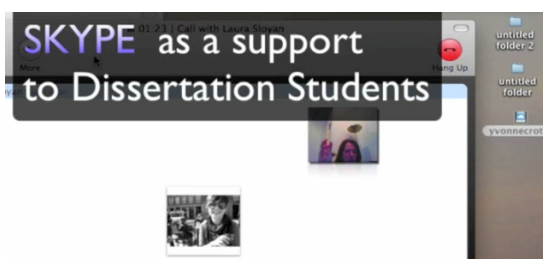 01:23 | Call with Laura Sloyan
SKYPE as a support
to Dissertation Students
More
Hang Up
untitled
folder 2
untitled
folder
yvonnecrot